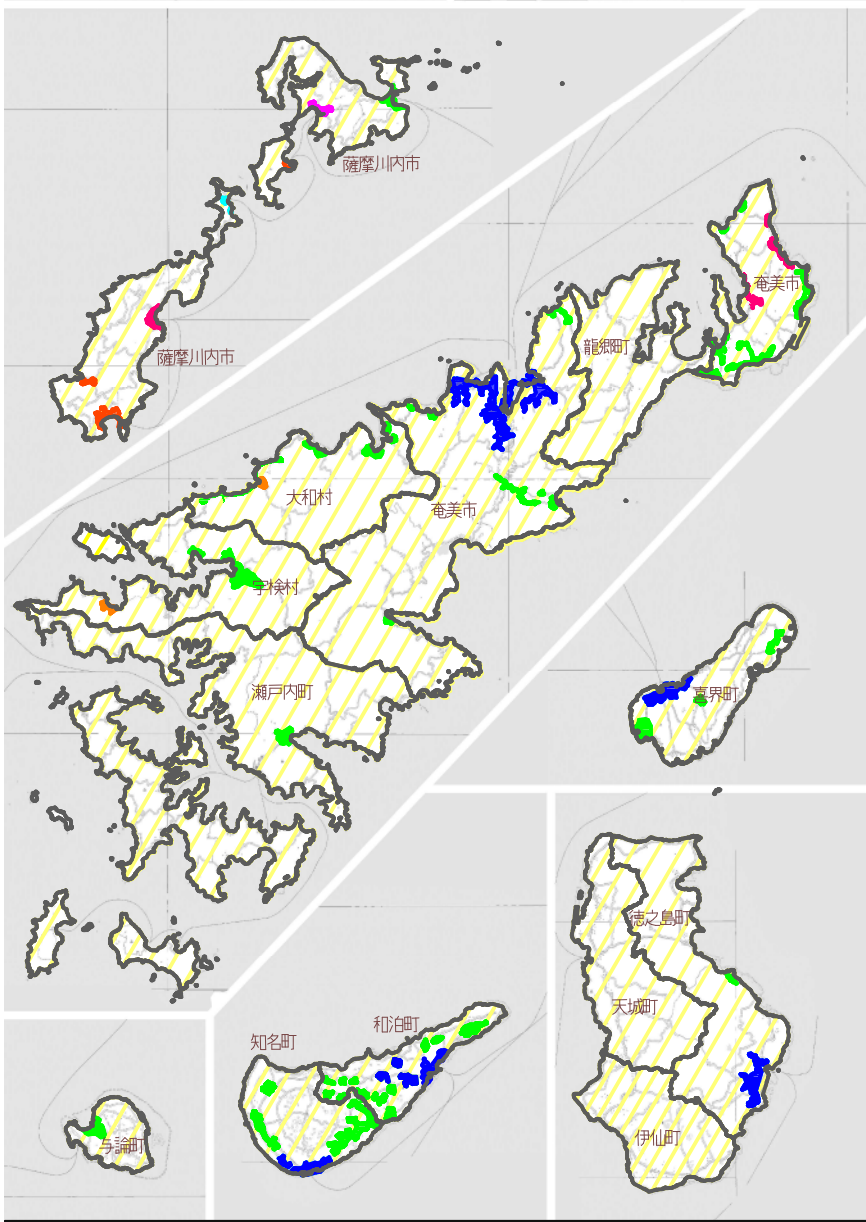 薩摩川内市
奄美市
龍郷町
薩摩川内市
大和村
奄美市
宇検村
瀬戸内町
喜界町
徳之島町
天城町
和泊町
知名町
伊仙町
与論町